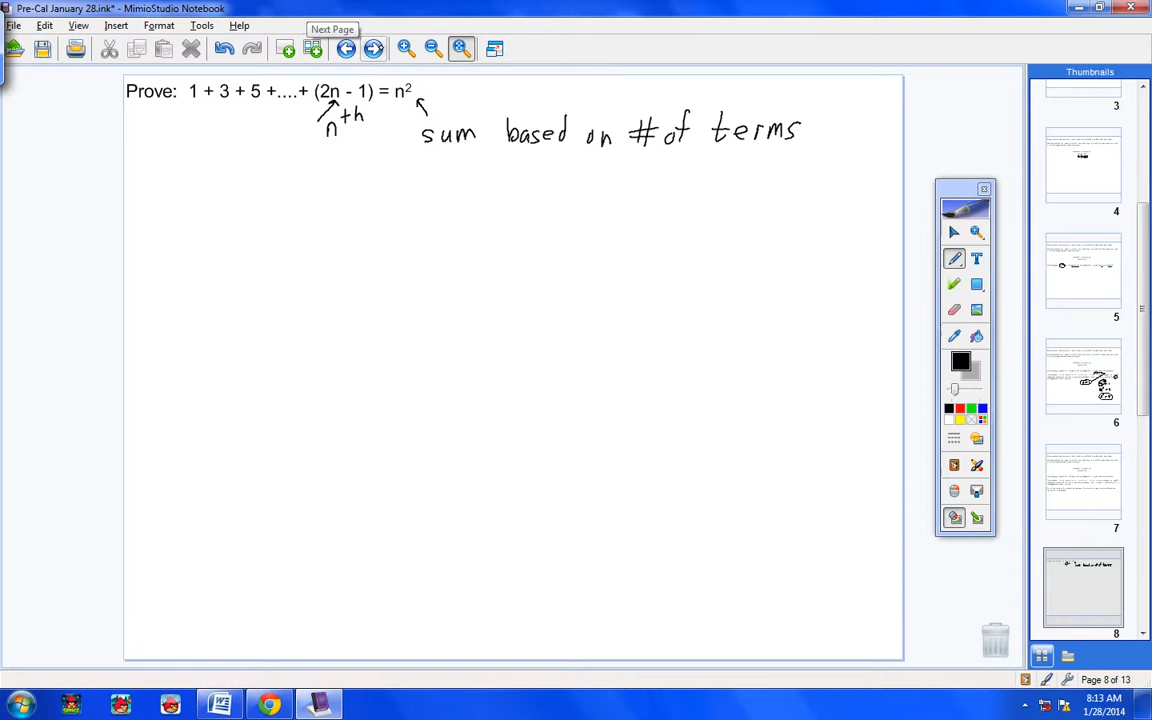 Pre-Cal January 28.ink* - MimioStudio Notebook
File Edit View Insert Format Tools Help
Next Page
Thumbnails
Prove: 1 + 3 + 5 +....+ (2n - 1) = n²
nth
sum based on # of terms
3
4
5
6
7
8
Page 8 of 13
8:13 AM
1/28/2014